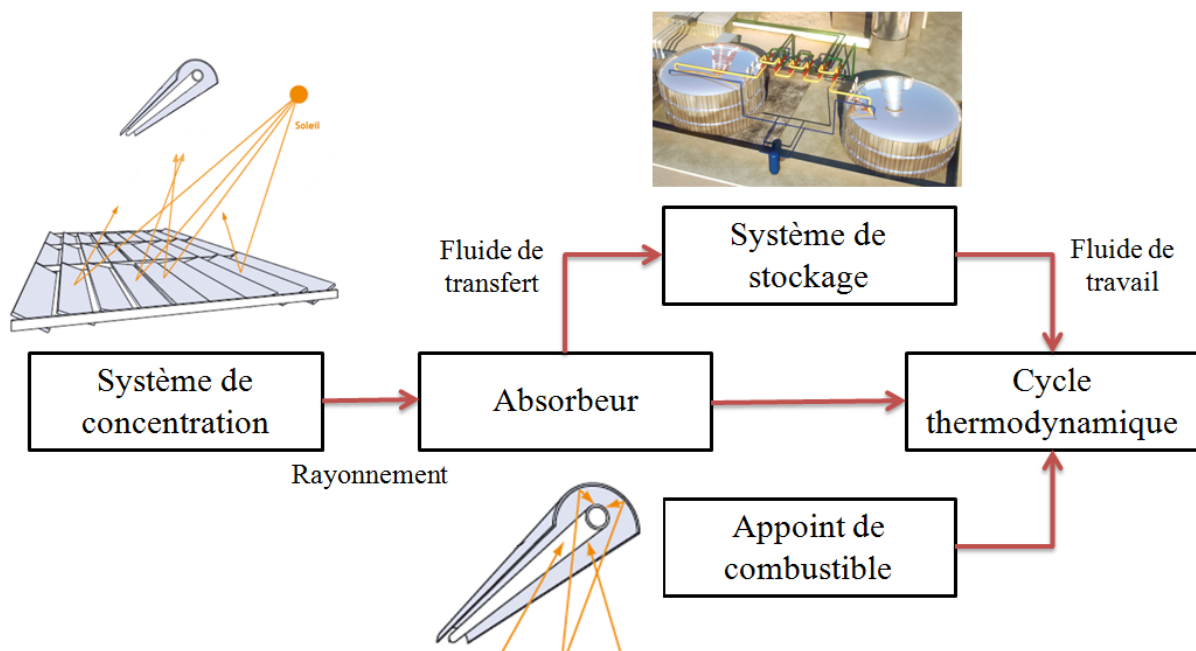 Soleil
Fluide de
transfert
Système de
stockage
Fluide de
travail
Système de
concentration
Absorbeur
Cycle
thermodynamique
Rayonnement
Appoint de
combustible